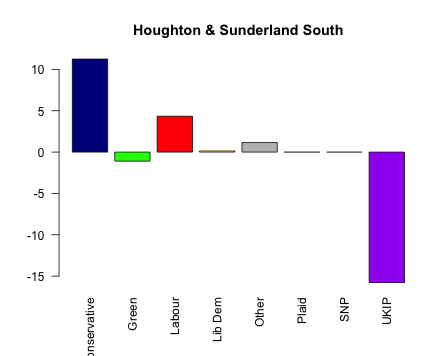 Houghton & Sunderland South
10
5
0
-5
-10
-15
onservative
Green
Labour
Lib Dem
Other
Plaid
SNP
UKIP